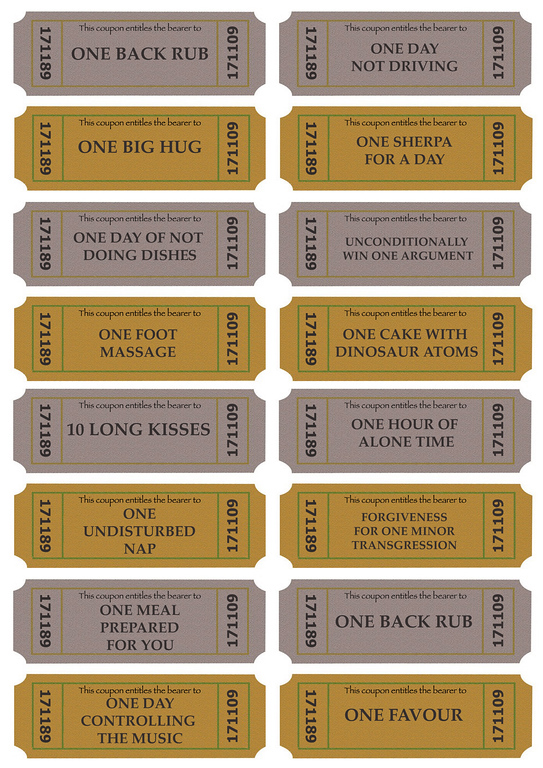 171189
This coupon entitles the bearer to
ONE BACK RUB
171109
171189
This coupon entitles the bearer to
ONE DAY
NOT DRIVING
171109
171189
This coupon entitles the bearer to
ONE BIG HUG
171109
171189
This coupon entitles the bearer to
ONE SHERPA
FOR A DAY
171109
171189
This coupon entitles the bearer to
ONE DAY OF NOT
DOING DISHES
171109
171189
This coupon entitles the bearer to
UNCONDITIONALLY
WIN ONE ARGUMENT
171109
171189
This coupon entitles the bearer to
ONE FOOT
MASSAGE
171109
171189
This coupon entitles the bearer to
ONE CAKE WITH
DINOSAUR ATOMS
171109
171189
This coupon entitles the bearer to
10 LONG KISSES
171109
171189
This coupon entitles the bearer to
ONE HOUR OF
ALONE TIME
171109
171189
This coupon entitles the bearer to
ONE
UNDISTURBED
NAP
171109
171189
This coupon entitles the bearer to
FORGIVENESS
FOR ONE MINOR
TRANSGRESSION
171109
171189
This coupon entitles the bearer to
ONE MEAL
PREPARED
FOR YOU
171109
171189
This coupon entitles the bearer to
ONE BACK RUB
171109
171189
This coupon entitles the bearer to
ONE DAY
CONTROLLING
THE MUSIC
171109
171189
This coupon entitles the bearer to
ONE FAVOUR
171109